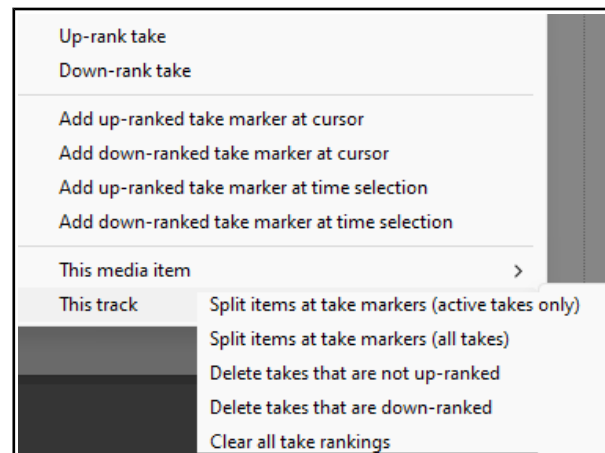 Up-rank take
Down-rank take
Add up-ranked take marker at cursor
Add down-ranked take marker at cursor
Add up-ranked take marker at time selection
Add down-ranked take marker at time selection
This media item
This track
Split items at take markers (active takes only)
Split items at take markers (all takes)
Delete takes that are not up-ranked
Delete takes that are down-ranked
Clear all take rankings